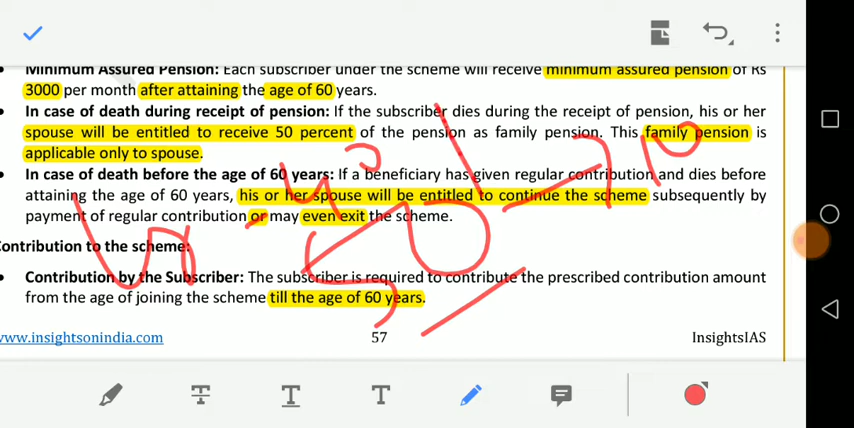 • Minimum Assured Pension: Each subscriber under the scheme will receive minimum assured pension of Rs
3000 per month after attaining the age of 60 years.
• In case of death during receipt of pension: If the subscriber dies during the receipt of pension, his or her
spouse will be entitled to receive 50 percent of the pension as family pension. This family pension is
applicable only to spouse.
• In case of death before the age of 60 years: If a beneficiary has given regular contribution and dies before
attaining the age of 60 years, his or her spouse will be entitled to continue the scheme subsequently by
payment of regular contribution or may even exit the scheme.
Contribution to the scheme:
• Contribution by the Subscriber: The subscriber is required to contribute the prescribed contribution amount
from the age of joining the scheme till the age of 60 years.
www.insightsonindia.com 57 InsightsIAS
T T T